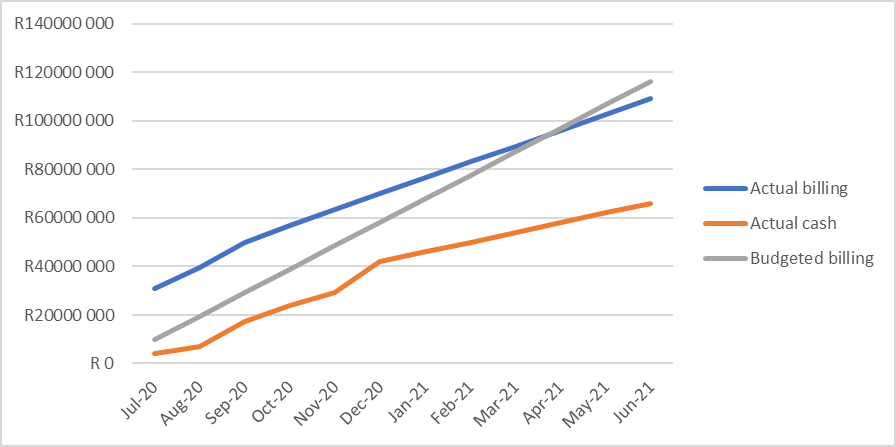 R140000 000
R120000 000
R100000 000
R80000 000
R60000 000
R40000 000
R20000 000
R 0
Jul-20
Aug-20
Sep-20
Oct-20
Nov-20
Dec-20
Jan-21
Feb-21
Mar-21
Apr-21
May-21
Jun-21
Actual billing
Actual cash
Budgeted billing